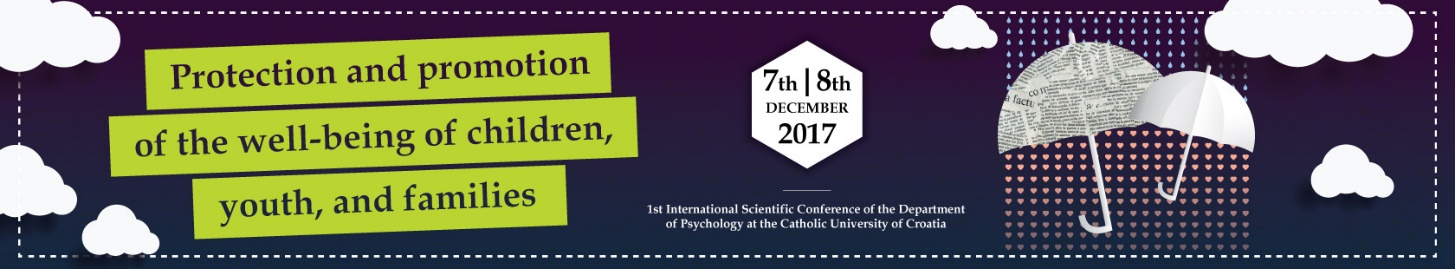 Protection and promotion
of the well-being of children,
youth, and families
7th | 8th
DECEMBER
2017
1st International Scientific Conference of the Department
of Psychology at the Catholic University of Croatia